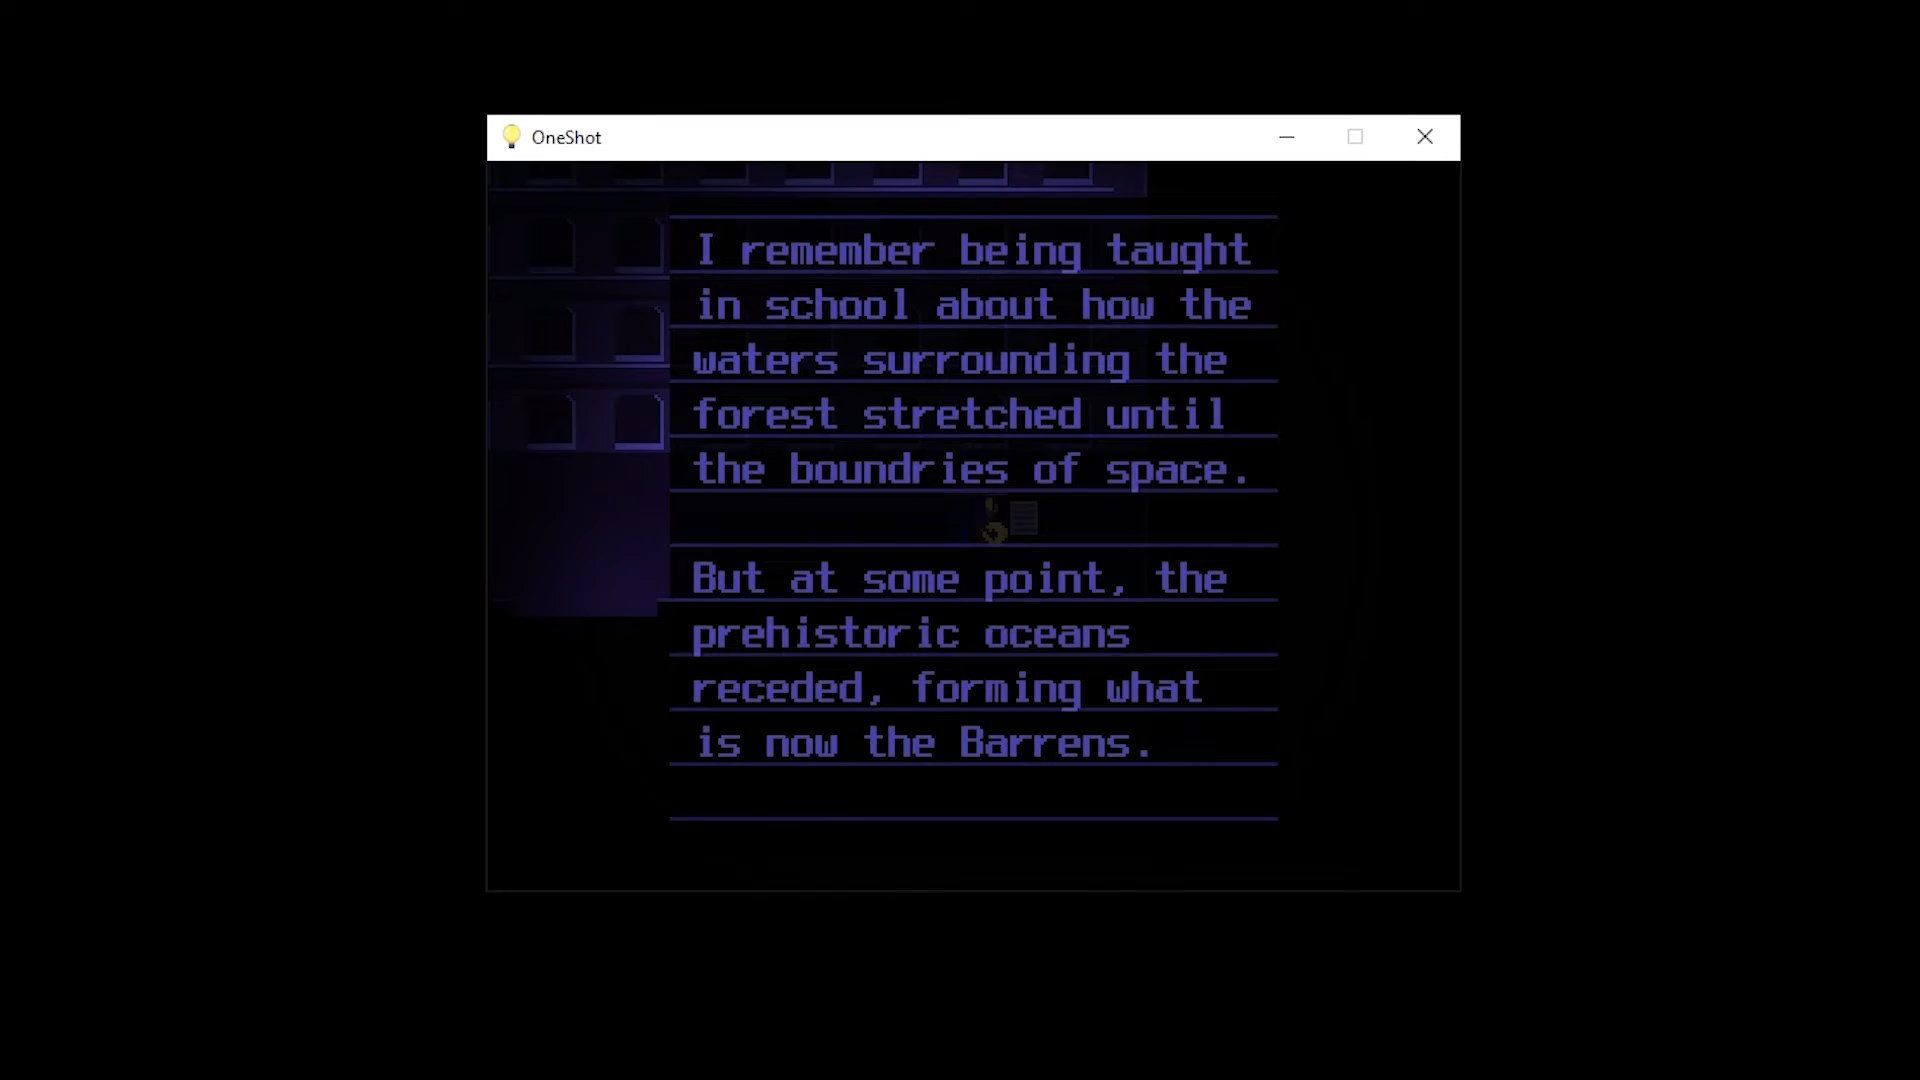 OneShot
I remember being taught
in school about how the
waters surrounding the
forest stretched until
the boundries of space.
But at some point, the
prehistoric oceans
receded, forming what
is now the Barrens.